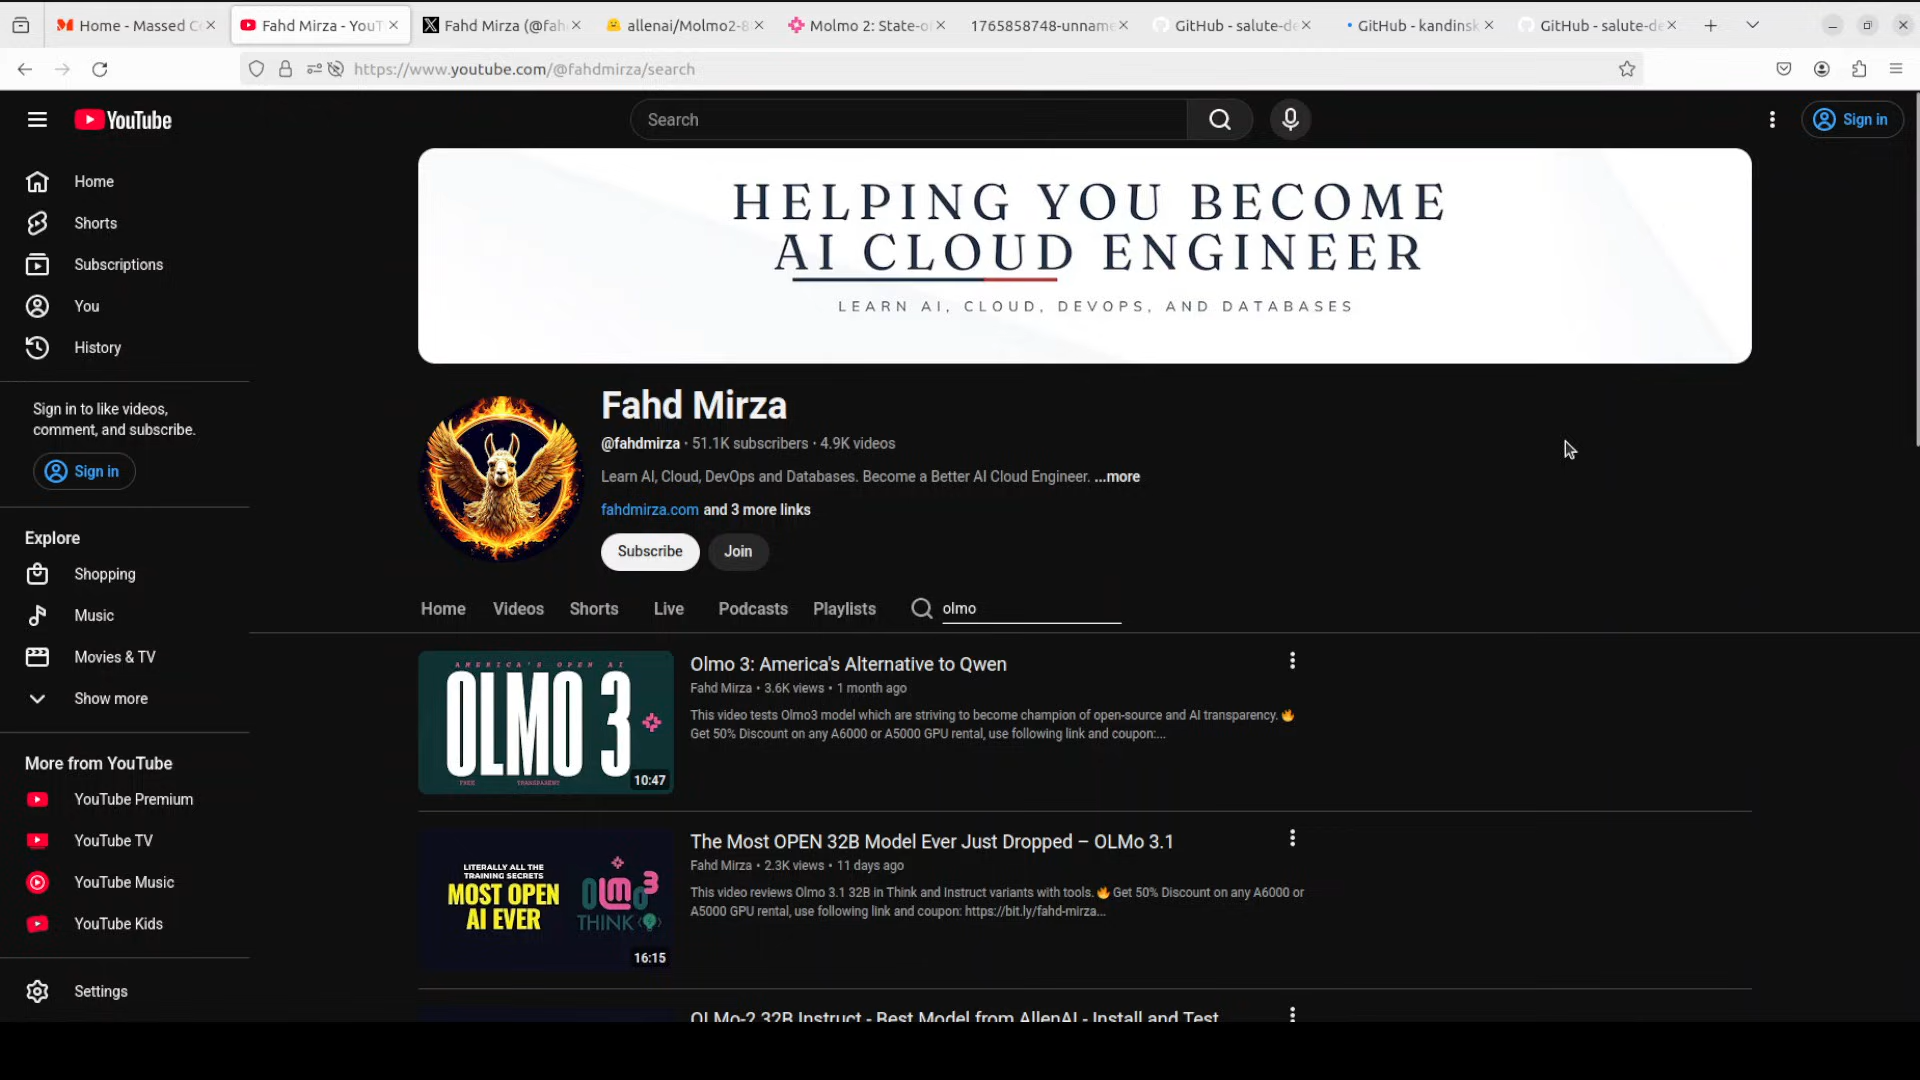 Home - Massed C
Fahd Mirza - YouT
Fahd Mirza (@fah
allenai/Molmo2-8
Molmo 2: State-o
1765858748-unname
GitHub - salute-de
GitHub - kandinsk
GitHub - salute-de
https://www.youtube.com/@fahdmirza/search
YouTube
Search
Sign in
Home
Shorts
Subscriptions
You
History
Sign in to like videos,
comment, and subscribe.
Sign in
Explore
Shopping
Music
Movies & TV
Show more
More from YouTube
YouTube Premium
YouTube TV
YouTube Music
YouTube Kids
Settings
HELPING YOU BECOME
AI CLOUD ENGINEER
LEARN AI, CLOUD, DEVOPS, AND DATABASES
Fahd Mirza
@fahdmirza • 51.1K subscribers • 4.9K videos
Learn AI, Cloud, DevOps and Databases. Become a Better AI Cloud Engineer. ...more
fahdmirza.com and 3 more links
Subscribe
Join
Home Videos Shorts Live Podcasts Playlists olmo
AMERICA'S OPEN AI
OLMO 3
FREE TRANSPARENT
10:47
Olmo 3: America's Alternative to Qwen
Fahd Mirza • 3.6K views • 1 month ago
This video tests Olmo3 model which are striving to become champion of open-source and AI transparency. 🔥
Get 50% Discount on any A6000 or A5000 GPU rental, use following link and coupon:...
LITERALLY ALL THE
TRAINING SECRETS
MOST OPEN
AI EVER
olmo 3
THINK
16:15
The Most OPEN 32B Model Ever Just Dropped – OLMo 3.1
Fahd Mirza • 2.3K views • 11 days ago
This video reviews Olmo 3.1 32B in Think and Instruct variants with tools. 🔥 Get 50% Discount on any A6000 or
A5000 GPU rental, use following link and coupon: https://bit.ly/fahd-mirza...
OLMo-2 32B Instruct - Best Model from AllenAI - Install and Test